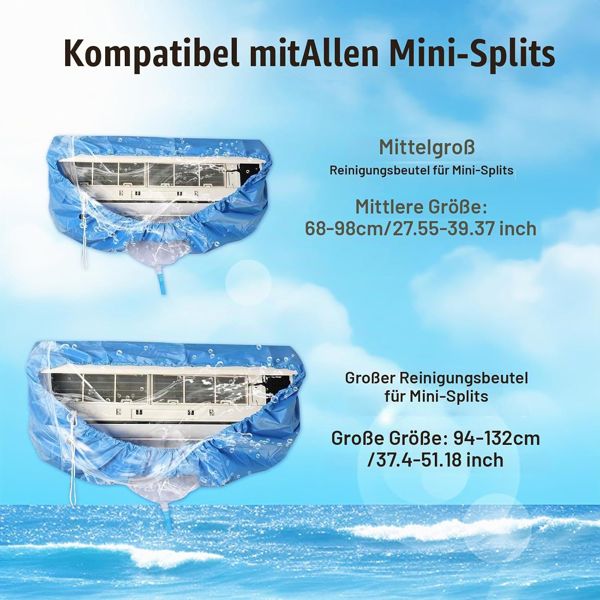 Kompatibel mitAllen Mini-Splits
Mittelgroß
Reinigungsbeutel für Mini-Splits
Mittlere Größe:
68-98cm/27.55-39.37 inch
Großer Reinigungsbeutel
für Mini-Splits
Große Größe: 94-132cm
/37.4-51.18 inch